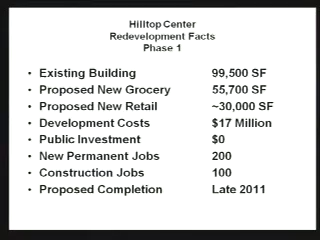 Hilltop Center
Redevelopment Facts
Phase 1
• Existing Building 99,500 SF
• Proposed New Grocery 55,700 SF
• Proposed New Retail ~30,000 SF
• Development Costs $17 Million
• Public Investment $0
• New Permanent Jobs 200
• Construction Jobs 100
• Proposed Completion Late 2011